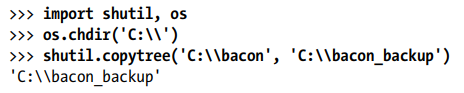 >>> import shutil, os
>>> os.chdir('C:\\')
>>> shutil.copytree('C:\\bacon', 'C:\\bacon_backup')
'C:\\bacon_backup'